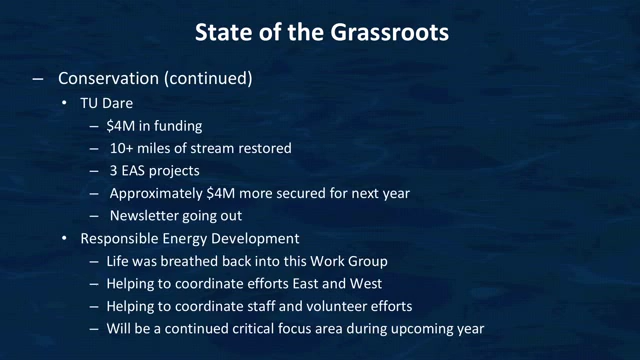 State of the Grassroots
– Conservation (continued)
• TU Dare
– $4M in funding
– 10+ miles of stream restored
– 3 EAS projects
– Approximately $4M more secured for next year
– Newsletter going out
• Responsible Energy Development
– Life was breathed back into this Work Group
– Helping to coordinate efforts East and West
– Helping to coordinate staff and volunteer efforts
– Will be a continued critical focus area during upcoming year